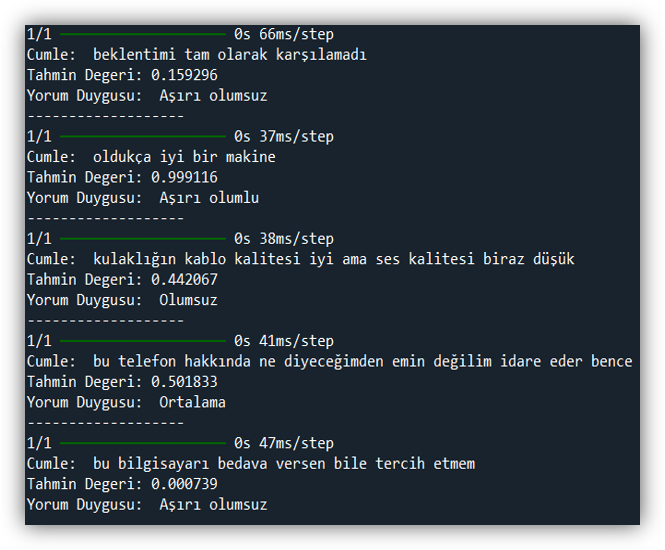 1/1 ━━━━━━━━━━━━━━━━━━━━ 0s 66ms/step
Cumle:  beklentimi tam olarak karşılamadı
Tahmin Degeri: 0.159296
Yorum Duygusu:  Aşırı olumsuz
-------------------
1/1 ━━━━━━━━━━━━━━━━━━━━ 0s 37ms/step
Cumle:  oldukça iyi bir makine
Tahmin Degeri: 0.999116
Yorum Duygusu:  Aşırı olumlu
-------------------
1/1 ━━━━━━━━━━━━━━━━━━━━ 0s 38ms/step
Cumle:  kulaklığın kablo kalitesi iyi ama ses kalitesi biraz düşük
Tahmin Degeri: 0.442067
Yorum Duygusu:  Olumsuz
-------------------
1/1 ━━━━━━━━━━━━━━━━━━━━ 0s 41ms/step
Cumle:  bu telefon hakkında ne diyeceğimden emin değilim idare eder bence
Tahmin Degeri: 0.501833
Yorum Duygusu:  Ortalama
-------------------
1/1 ━━━━━━━━━━━━━━━━━━━━ 0s 47ms/step
Cumle:  bu bilgisayarı bedava versen bile tercih etmem
Tahmin Degeri: 0.000739
Yorum Duygusu:  Aşırı olumsuz